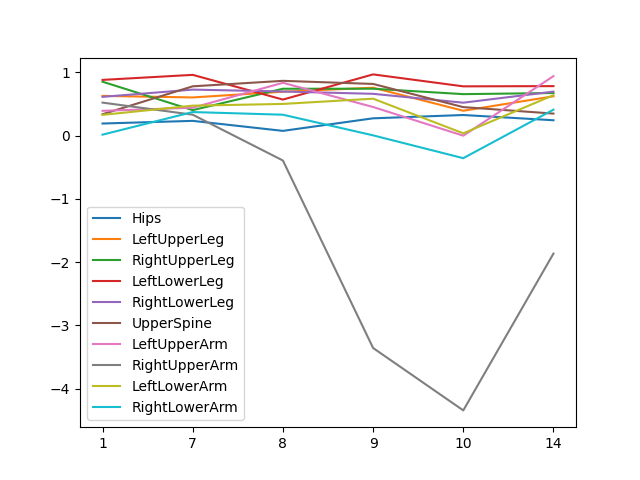 1
0
−1
−2
−3
−4
Hips
LeftUpperLeg
RightUpperLeg
LeftLowerLeg
RightLowerLeg
UpperSpine
LeftUpperArm
RightUpperArm
LeftLowerArm
RightLowerArm
1 7 8 9 10 14